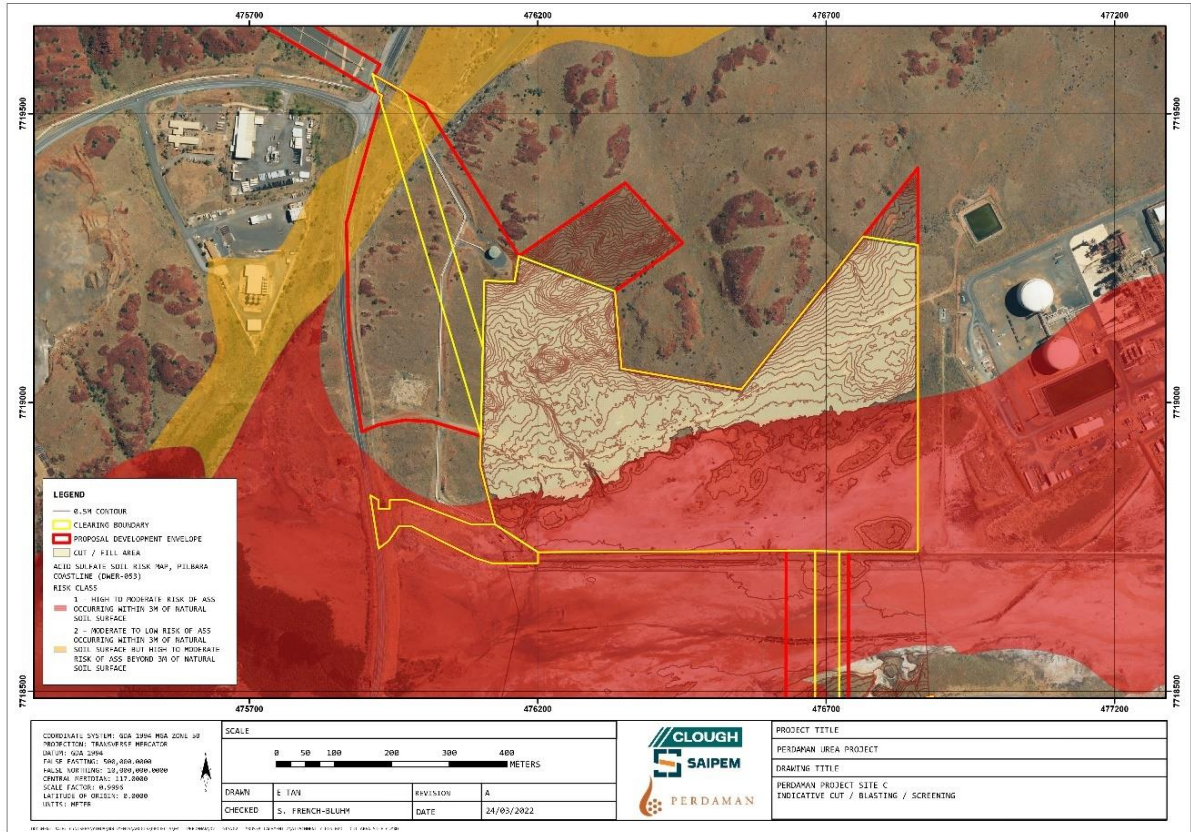 475700
476200
476700
477200
7719500
7719500
7719000
7719000
7718500
7718500
LEGEND
0.5M CONTOUR
CLEARING BOUNDARY
PROPOSAL DEVELOPMENT ENVELOPE
CUT / FILL AREA
ACID SULFATE SOIL RISK MAP, PILBARA
COASTLINE (DWER-053)
RISK CLASS
1 - HIGH TO MODERATE RISK OF ASS
OCCURRING WITHIN 3M OF NATURAL
SOIL SURFACE
2 - MODERATE TO LOW RISK OF ASS
OCCURRING WITHIN 3M OF NATURAL
SOIL SURFACE BUT HIGH TO MODERATE
RISK OF ASS BEYOND 3M OF NATURAL
SOIL SURFACE
475700
476200
476700
477200
COORDINATE SYSTEM: GDA 1994 MGA ZONE 50
PROJECTION: TRANSVERSE MERCATOR
DATUM: GDA 1994
FALSE EASTING: 500,000.0000
FALSE NORTHING: 10,000,000.0000
CENTRAL MERIDIAN: 117.0000
SCALE FACTOR: 0.9996
LATITUDE OF ORIGIN: 0.0000
UNITS: METER
SCALE
0 50 100 200 300 400
METERS
DRAWN E TAN REVISION A
CHECKED S. FRENCH-BLUHM DATE 24/03/2022
CLOUGH
SAIPEM
PERDAMAN
PROJECT TITLE
PERDAMAN UREA PROJECT
DRAWING TITLE
PERDAMAN PROJECT SITE C
INDICATIVE CUT / BLASTING / SCREENING